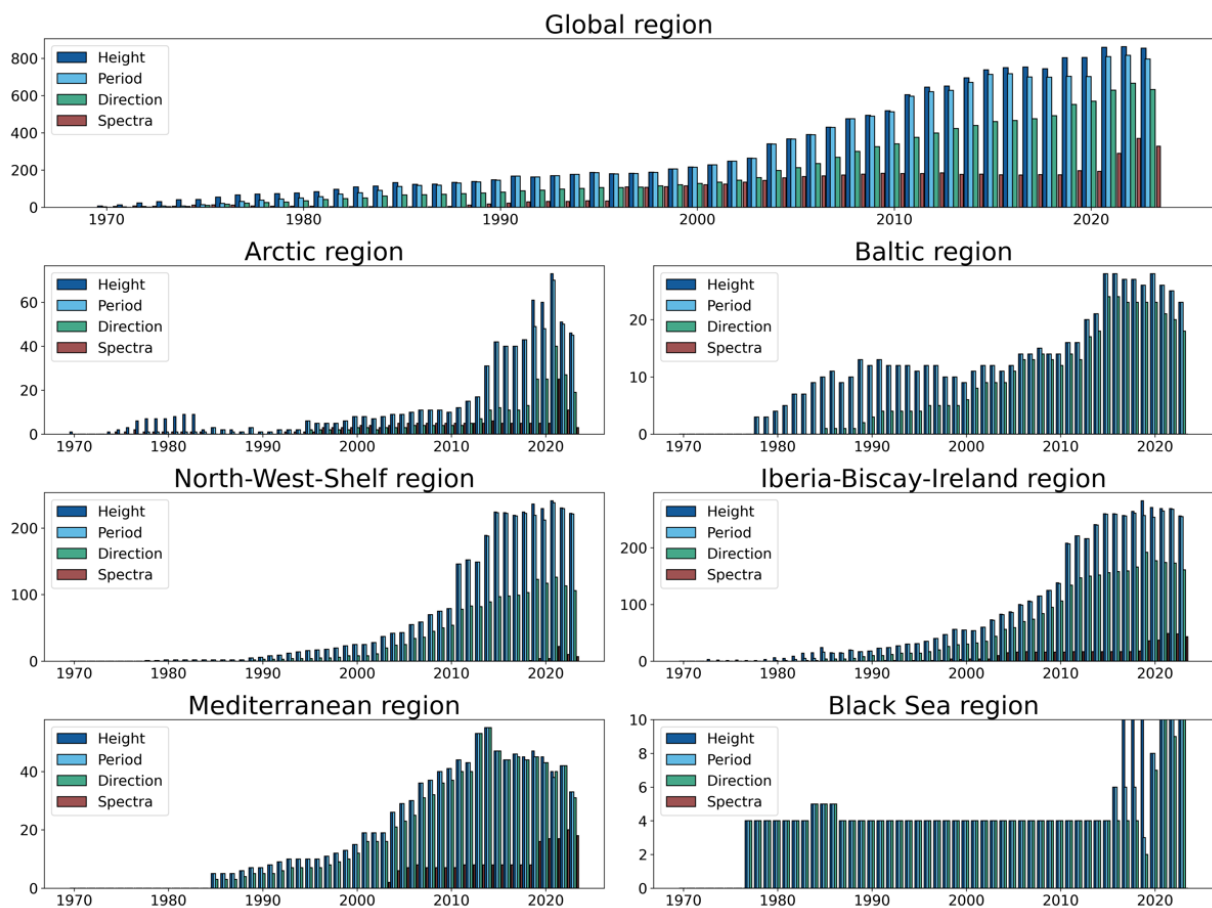 Global region
800
600
400
200
0
Height
Period
Direction
Spectra
1970 1980 1990 2000 2010 2020
Arctic region
60
40
20
0
Height
Period
Direction
Spectra
1970 1980 1990 2000 2010 2020
Baltic region
20
10
0
Height
Period
Direction
Spectra
1970 1980 1990 2000 2010 2020
North-West-Shelf region
200
100
0
Height
Period
Direction
Spectra
1970 1980 1990 2000 2010 2020
Iberia-Biscay-Ireland region
200
100
0
Height
Period
Direction
Spectra
1970 1980 1990 2000 2010 2020
Mediterranean region
40
20
0
Height
Period
Direction
Spectra
1970 1980 1990 2000 2010 2020
Black Sea region
10
8
6
4
2
0
Height
Period
Direction
Spectra
1970 1980 1990 2000 2010 2020